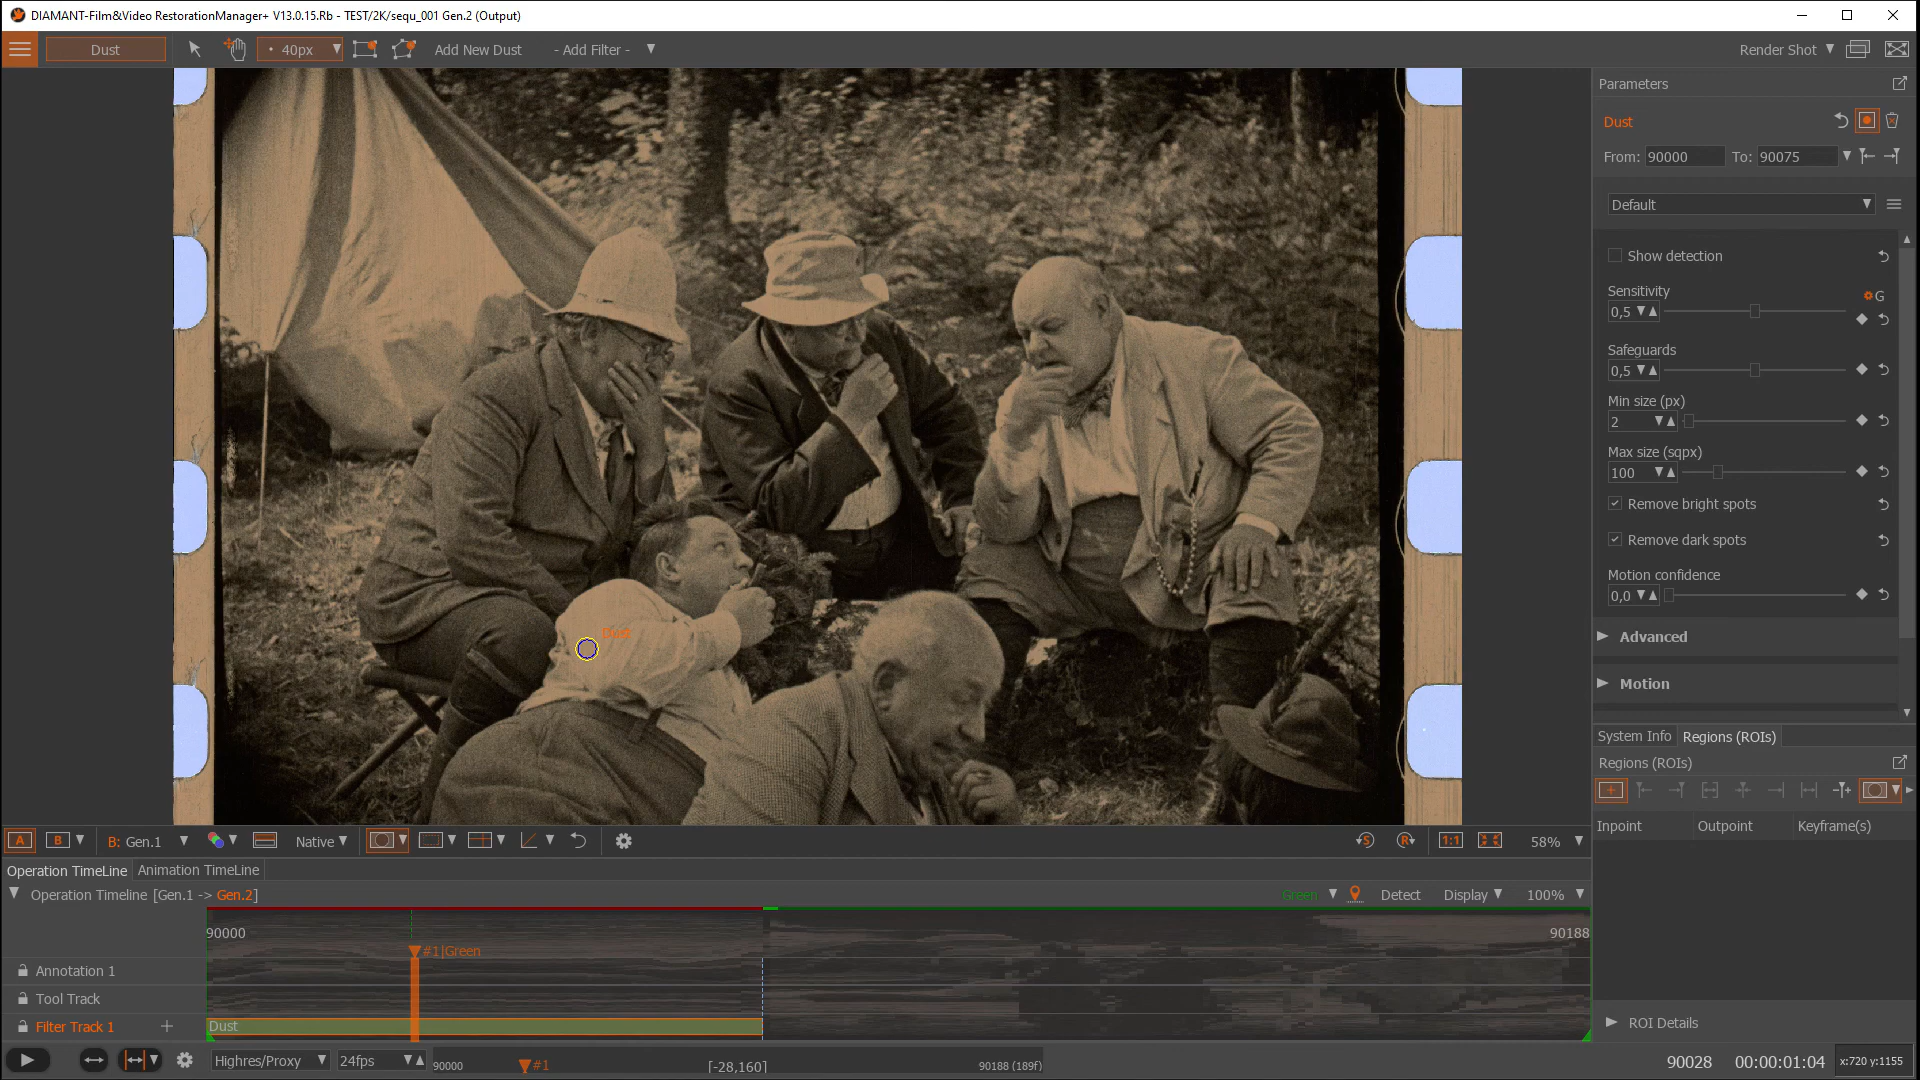 DIAMANT-Film&Video RestorationManager+ V13.0.15.Rb - TEST/2K/sequ_001 Gen.2 (Output)
Dust 40px Add New Dust - Add Filter - Render Shot
Parameters
Dust
From: 90000 To: 90075
Default
Show detection
Sensitivity
G
0,5
Safeguards
0,5
Min size (px)
2
Max size (sqpx)
100
Remove bright spots
Remove dark spots
Motion confidence
0,0
Advanced
Motion
Dust
System Info Regions (ROIs)
Regions (ROIs)
Inpoint Outpoint Keyframe(s)
ROI Details
A B B: Gen.1 Native S R 1:1 58%
Operation TimeLine Animation TimeLine
Operation Timeline [Gen.1 -> Gen.2] Green Detect Display 100%
90000 90188
#1|Green
Annotation 1
Tool Track
Filter Track 1 + Dust
Highres/Proxy 24fps 90000 #1 [-28,160] 90188 (189f) 90028 00:00:01:04 x:720 y:1155